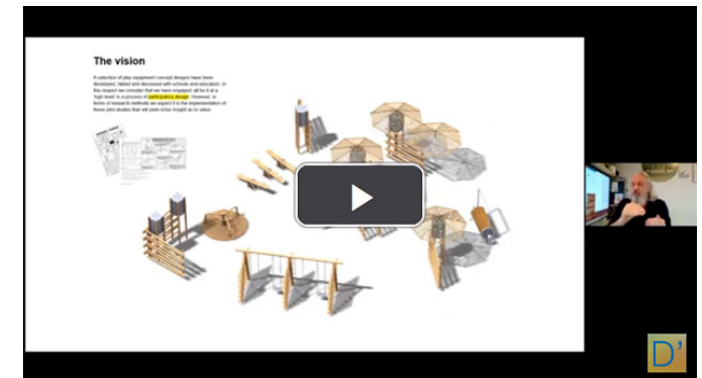 The vision
A selection of play equipment concept designs have been
developed, tabled and discussed with schools and education. In
this respect we consider that we have engaged, all be it at a
'high level' in a process of participatory design. However, in
terms of research methods we expect it is the implementation of
these pilot studies that will yield richer insight as to value.
D'